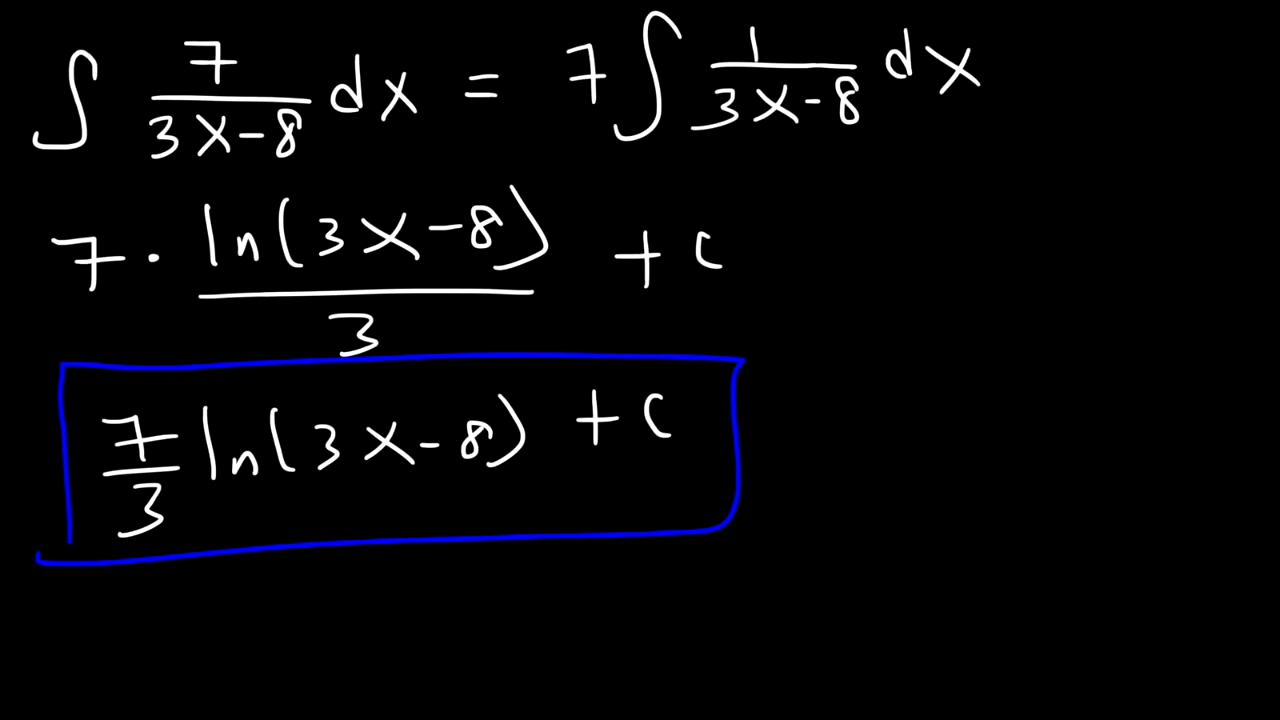 ∫ 7/(3x-8) dx = 7 ∫ 1/(3x-8) dx
7 · ln(3x-8)/3 + c
7/3 ln(3x-8) + c